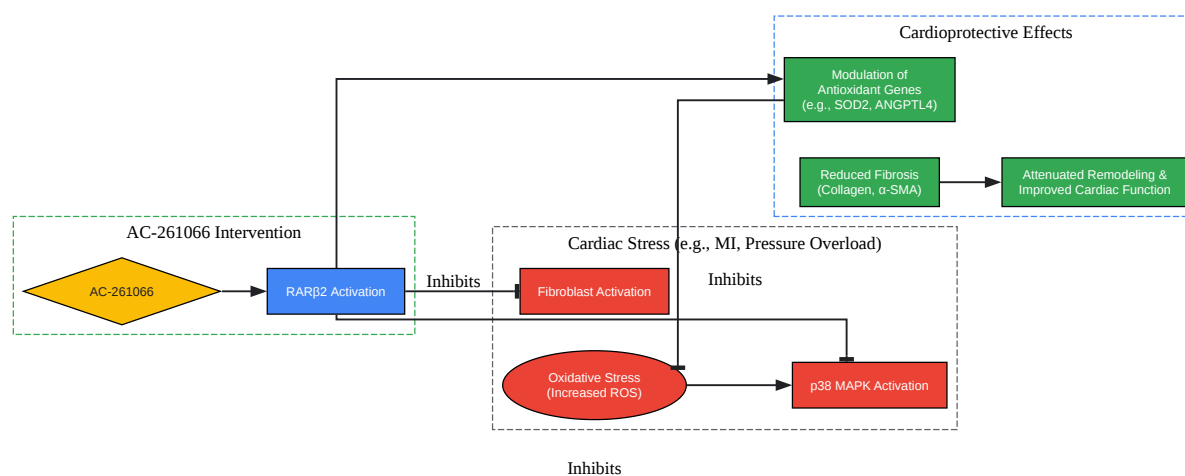 Cardioprotective Effects
Modulation of
Antioxidant Genes
(e.g., SOD2, ANGPTL4)
Reduced Fibrosis
(Collagen, α-SMA)
Attenuated Remodeling &
Improved Cardiac Function
AC-261066 Intervention
AC-261066
RARβ2 Activation
Inhibits
Cardiac Stress (e.g., MI, Pressure Overload)
Fibroblast Activation
Inhibits
Oxidative Stress
(Increased ROS)
p38 MAPK Activation
Inhibits